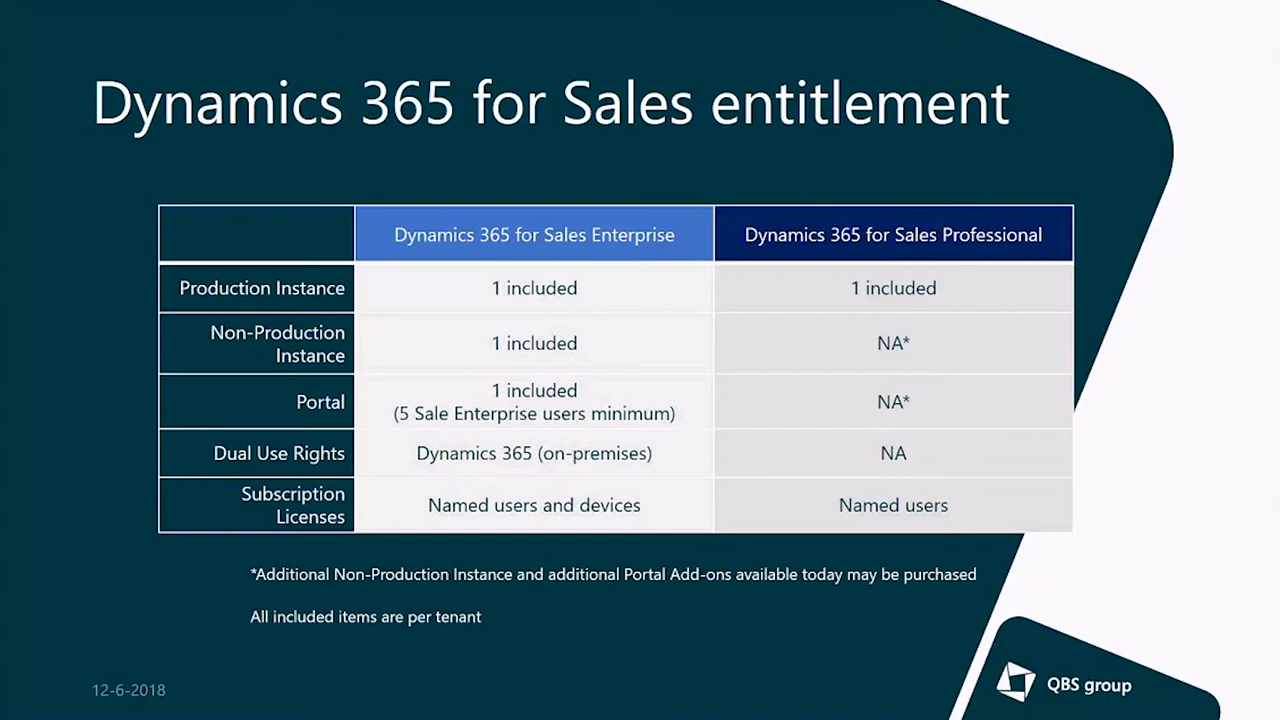 Dynamics 365 for Sales entitlement
Dynamics 365 for Sales Enterprise
Dynamics 365 for Sales Professional
Production Instance
1 included
1 included
Non-Production
Instance
1 included
NA*
Portal
1 included
(5 Sale Enterprise users minimum)
NA*
Dual Use Rights
Dynamics 365 (on-premises)
NA
Subscription
Licenses
Named users and devices
Named users
*Additional Non-Production Instance and additional Portal Add-ons available today may be purchased
All included items are per tenant
12-6-2018
QBS group